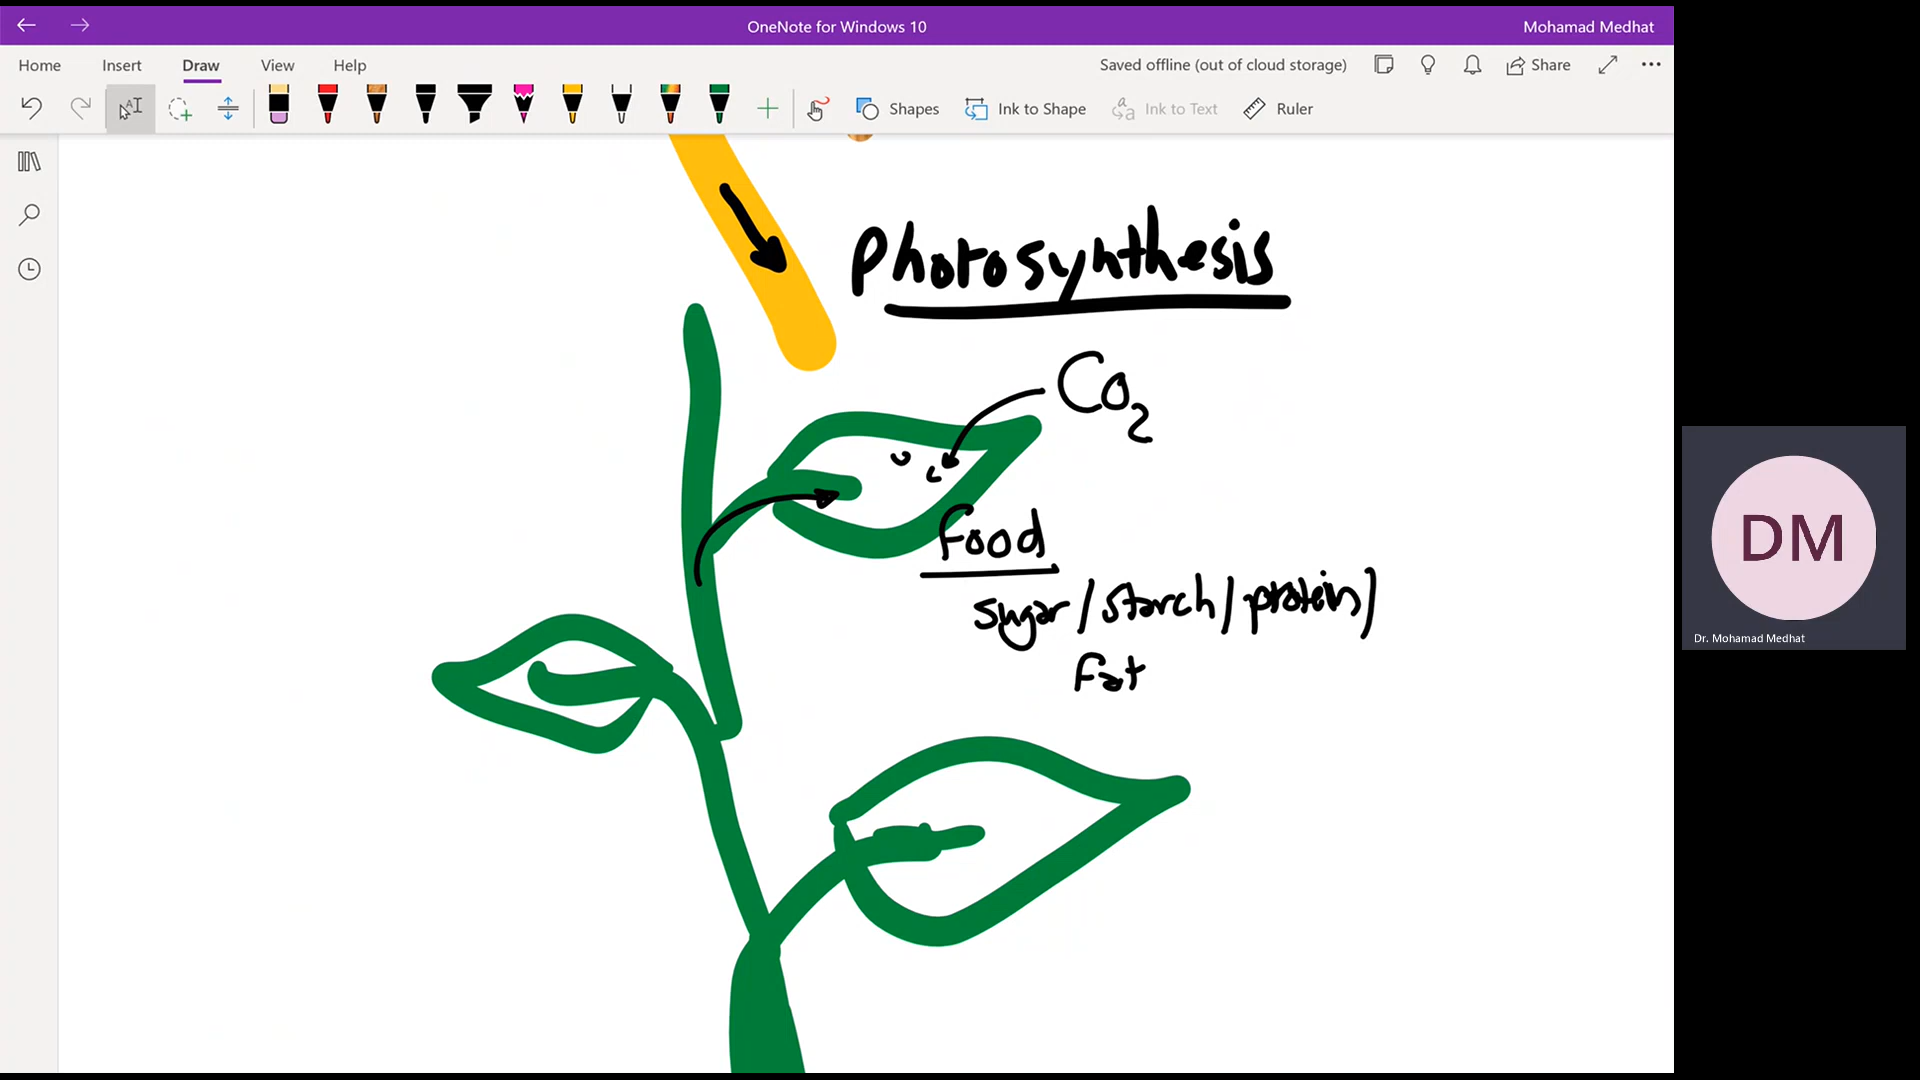 OneNote for Windows 10
Mohamad Medhat
Home Insert Draw View Help
Saved offline (out of cloud storage)
Share
Shapes
Ink to Shape
Ink to Text
Ruler
Photosynthesis
Co2
Food
sugar / starch / protein /
Fat
DM
Dr. Mohamad Medhat